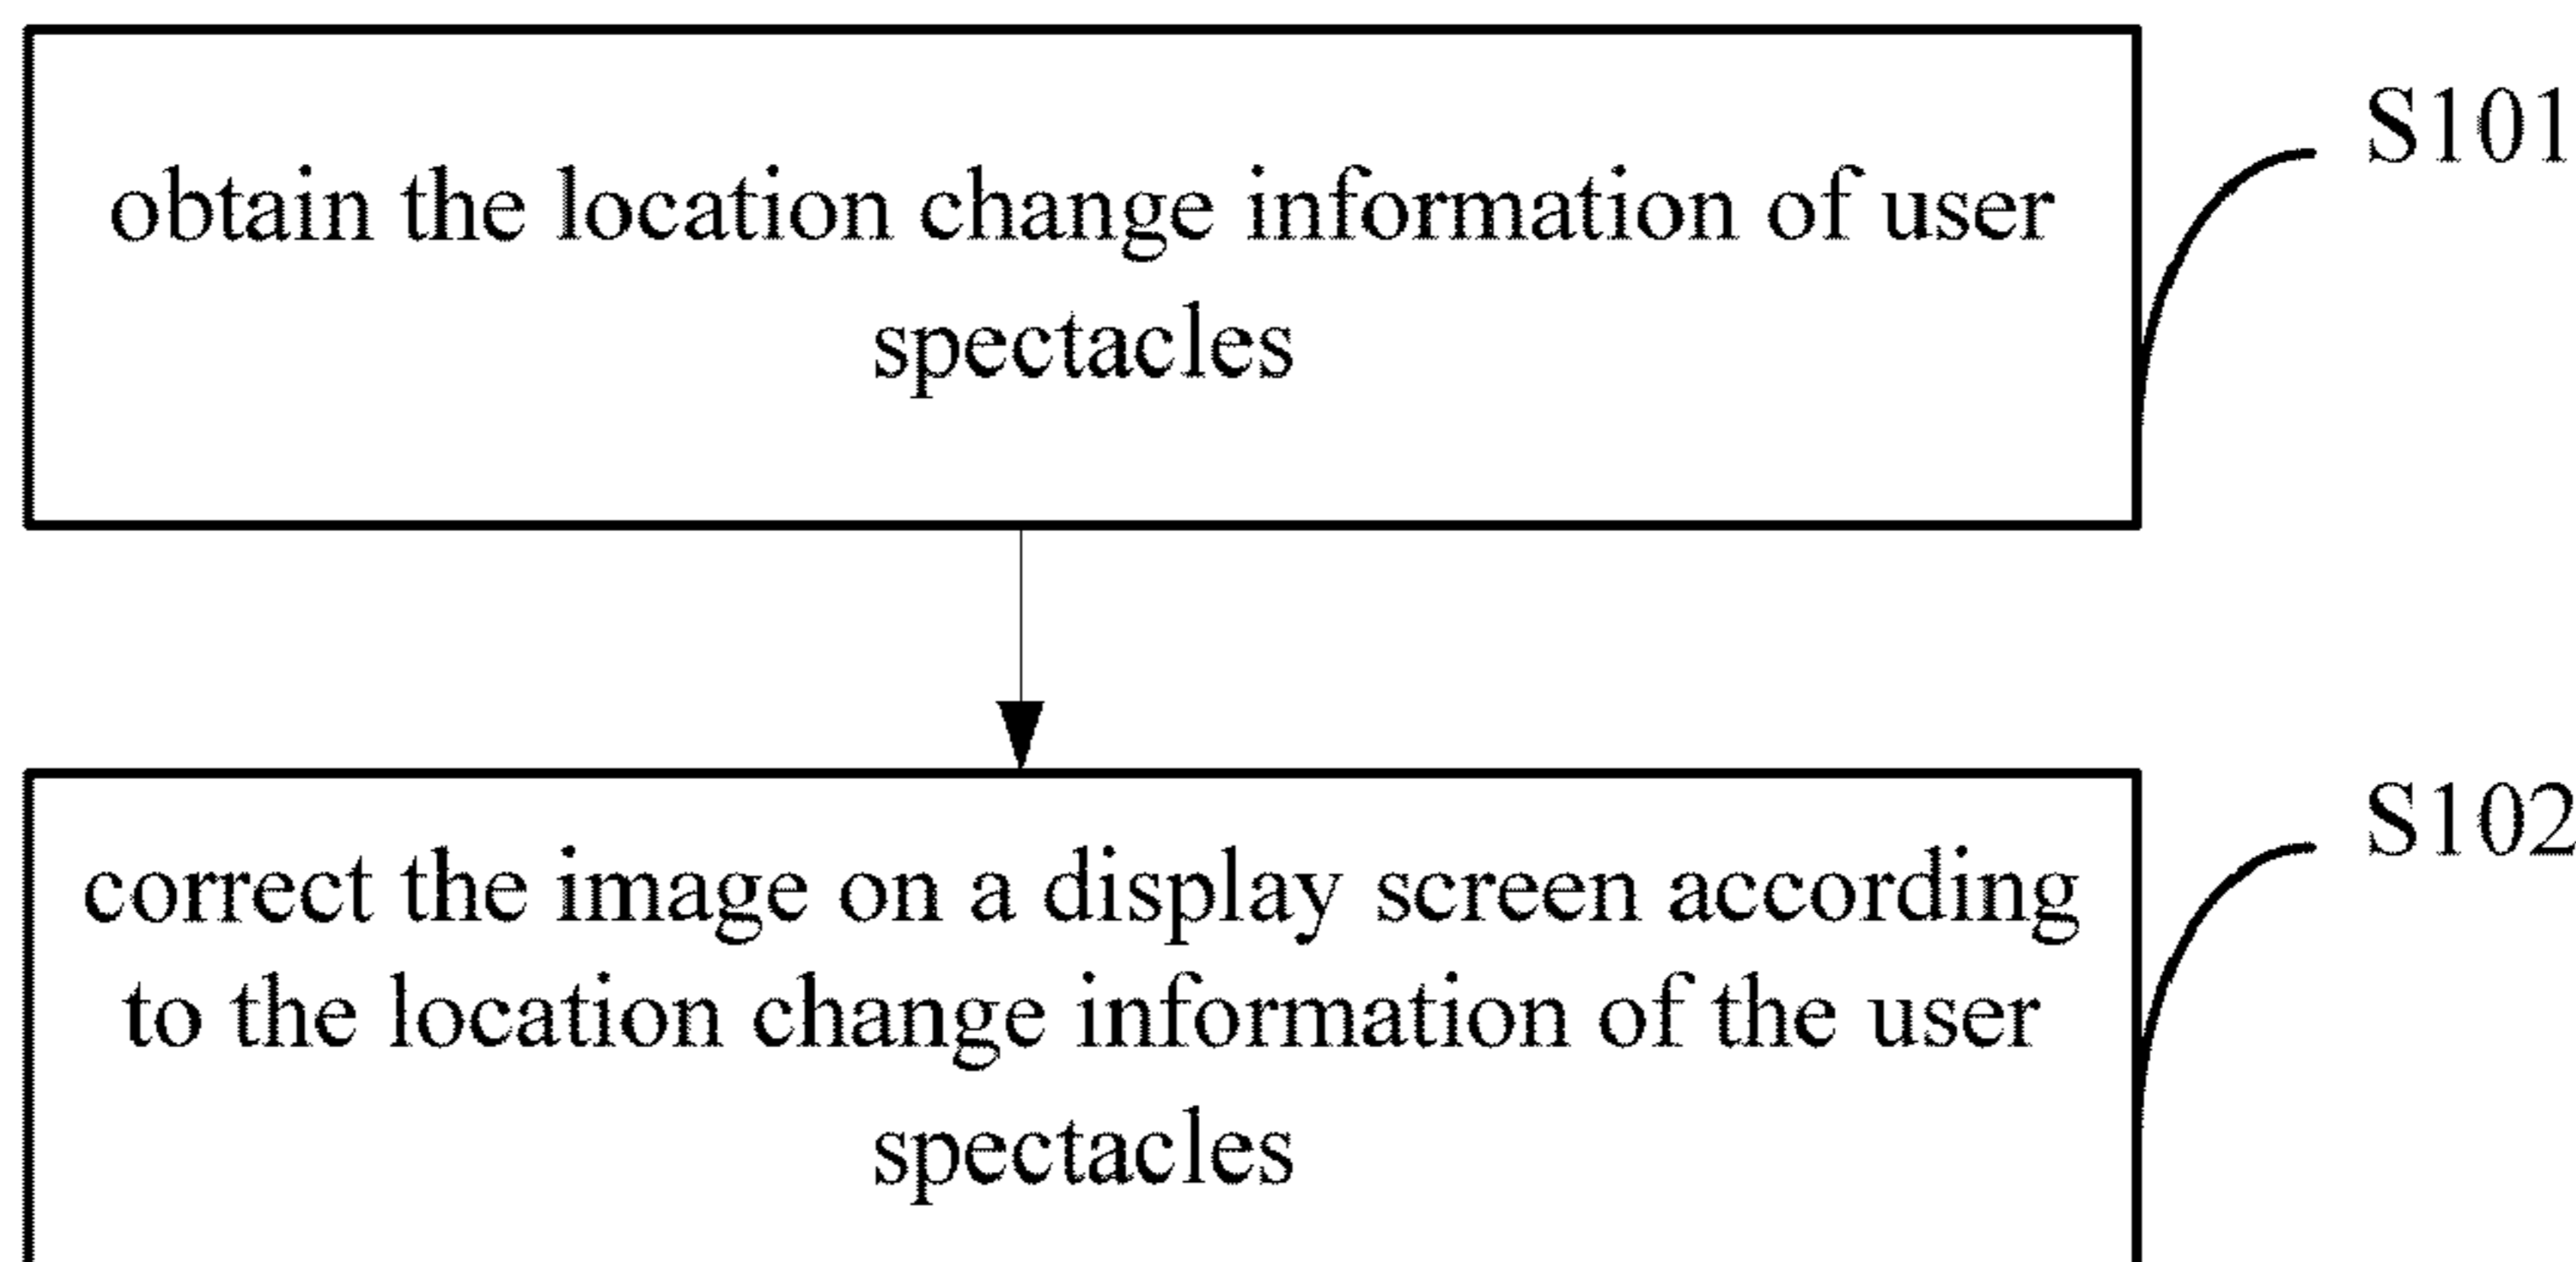 obtain the location change information of user
spectacles
S101
correct the image on a display screen according
to the location change information of the user
spectacles
S102